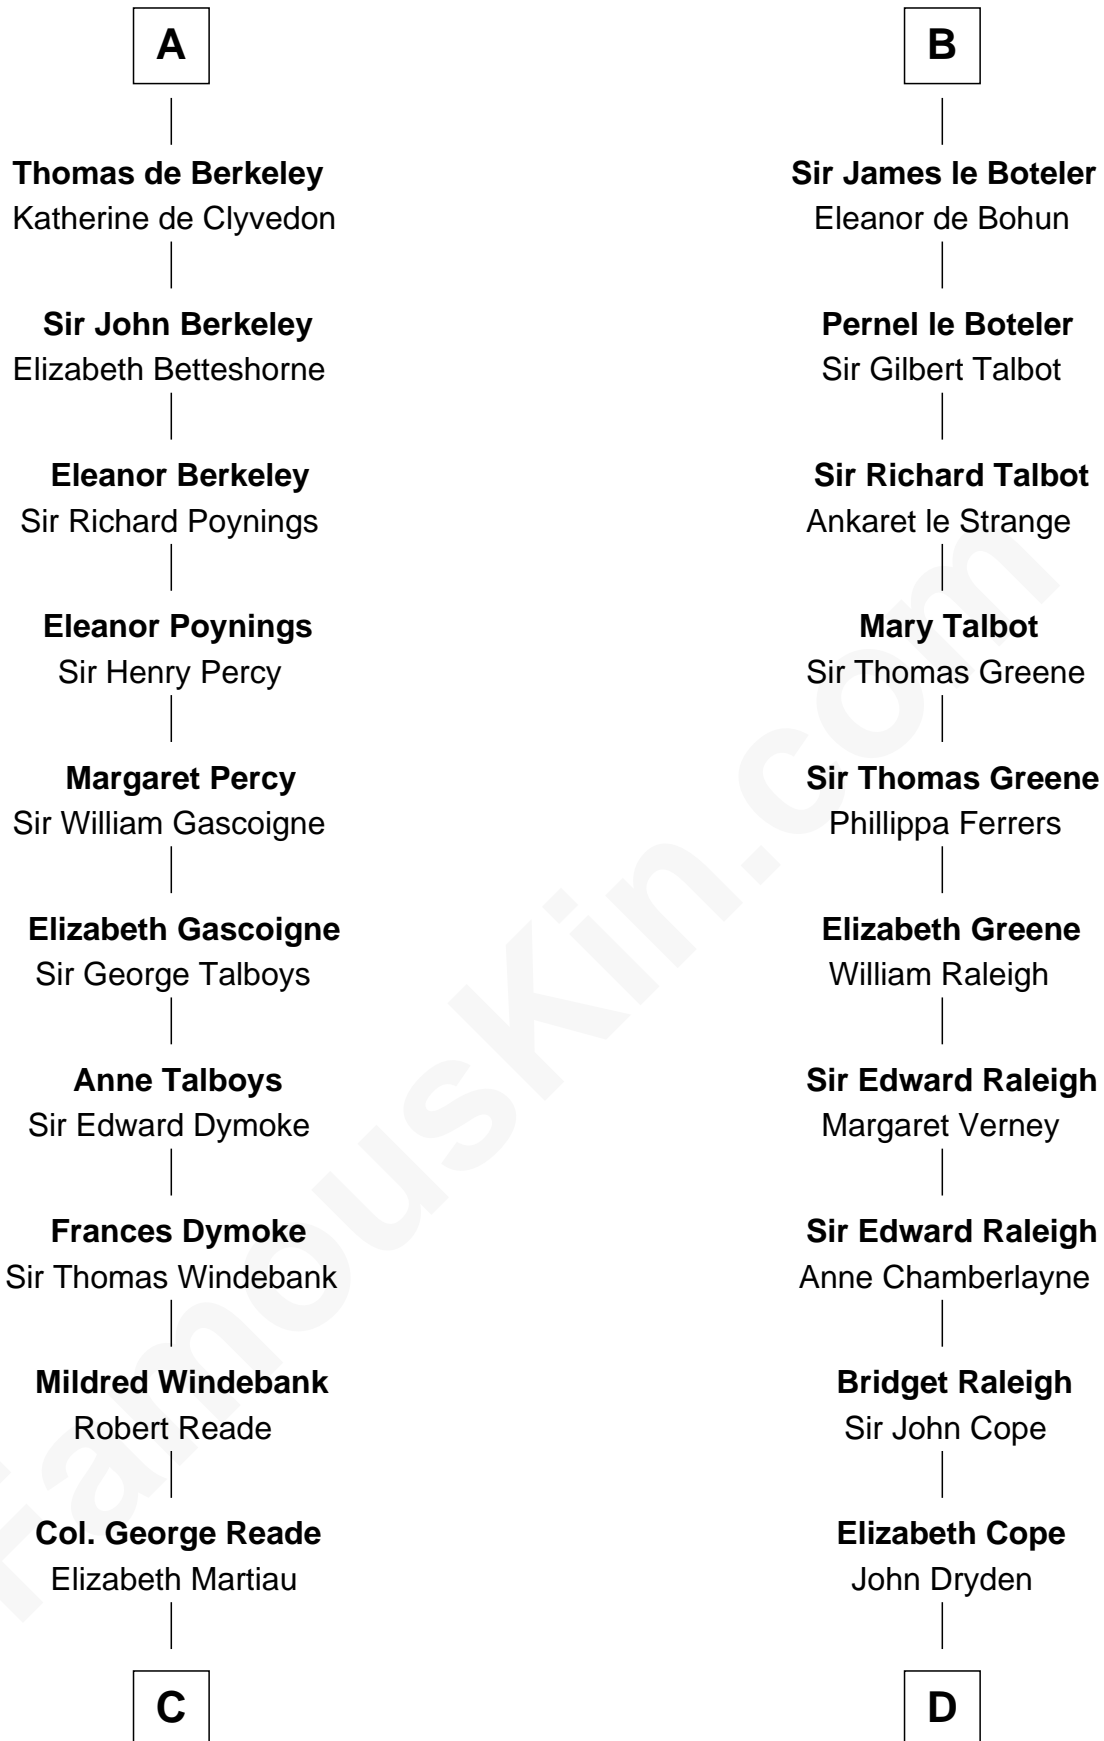 A
Thomas de Berkeley
Katherine de Clyvedon
Sir John Berkeley
Elizabeth Betteshorne
Eleanor Berkeley
Sir Richard Poynings
Eleanor Poynings
Sir Henry Percy
Margaret Percy
Sir William Gascoigne
Elizabeth Gascoigne
Sir George Talboys
Anne Talboys
Sir Edward Dymoke
Frances Dymoke
Sir Thomas Windebank
Mildred Windebank
Robert Reade
Col. George Reade
Elizabeth Martiau
C
B
Sir James le Boteler
Eleanor de Bohun
Pernel le Boteler
Sir Gilbert Talbot
Sir Richard Talbot
Ankaret le Strange
Mary Talbot
Sir Thomas Greene
Sir Thomas Greene
Phillippa Ferrers
Elizabeth Greene
William Raleigh
Sir Edward Raleigh
Margaret Verney
Sir Edward Raleigh
Anne Chamberlayne
Bridget Raleigh
Sir John Cope
Elizabeth Cope
John Dryden
D
FamousKin.com